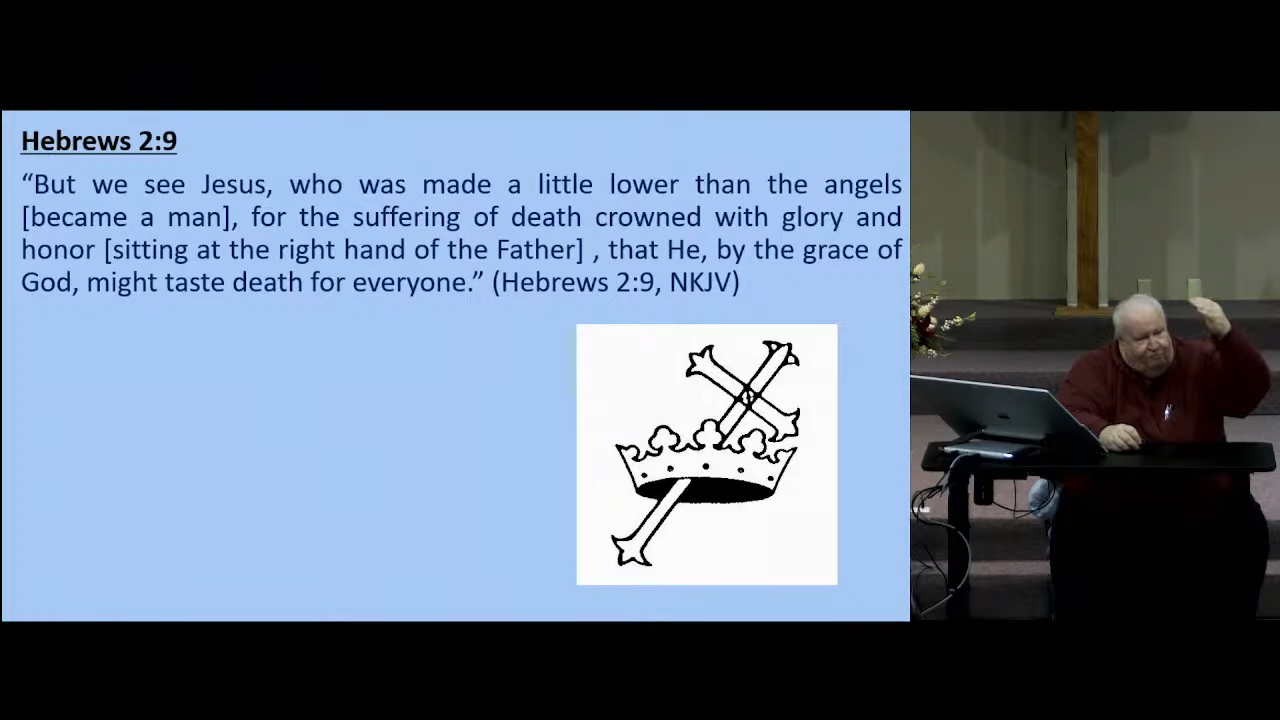 Hebrews 2:9
“But we see Jesus, who was made a little lower than the angels
[became a man], for the suffering of death crowned with glory and
honor [sitting at the right hand of the Father] , that He, by the grace of
God, might taste death for everyone.” (Hebrews 2:9, NKJV)